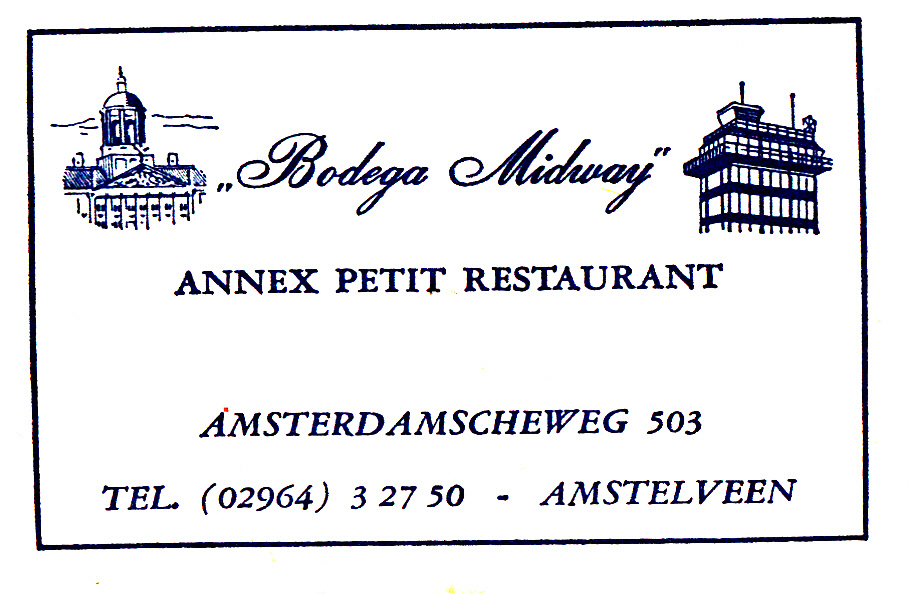 „Bodega Midway"
ANNEX PETIT RESTAURANT
AMSTERDAMSCHEWEG 503
TEL. (02964) 3 27 50 - AMSTELVEEN